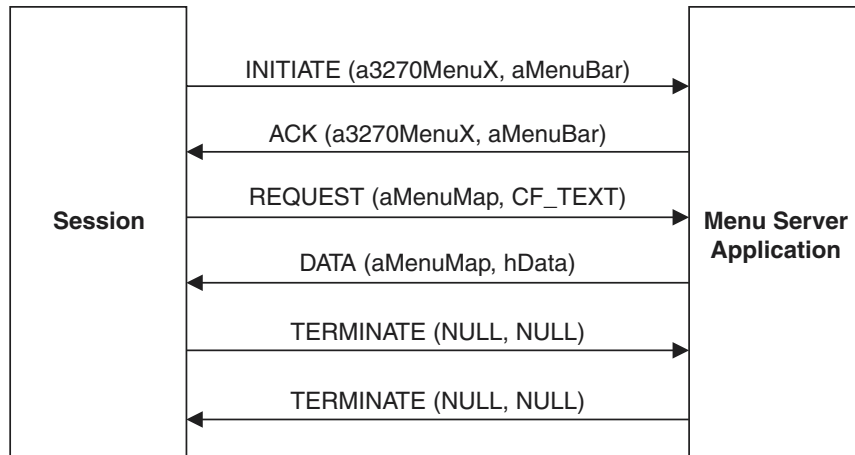 INITIATE (a3270MenuX, aMenuBar)
ACK (a3270MenuX, aMenuBar)
REQUEST (aMenuMap, CF_TEXT)
Session
Menu Server
Application
DATA (aMenuMap, hData)
TERMINATE (NULL, NULL)
TERMINATE (NULL, NULL)